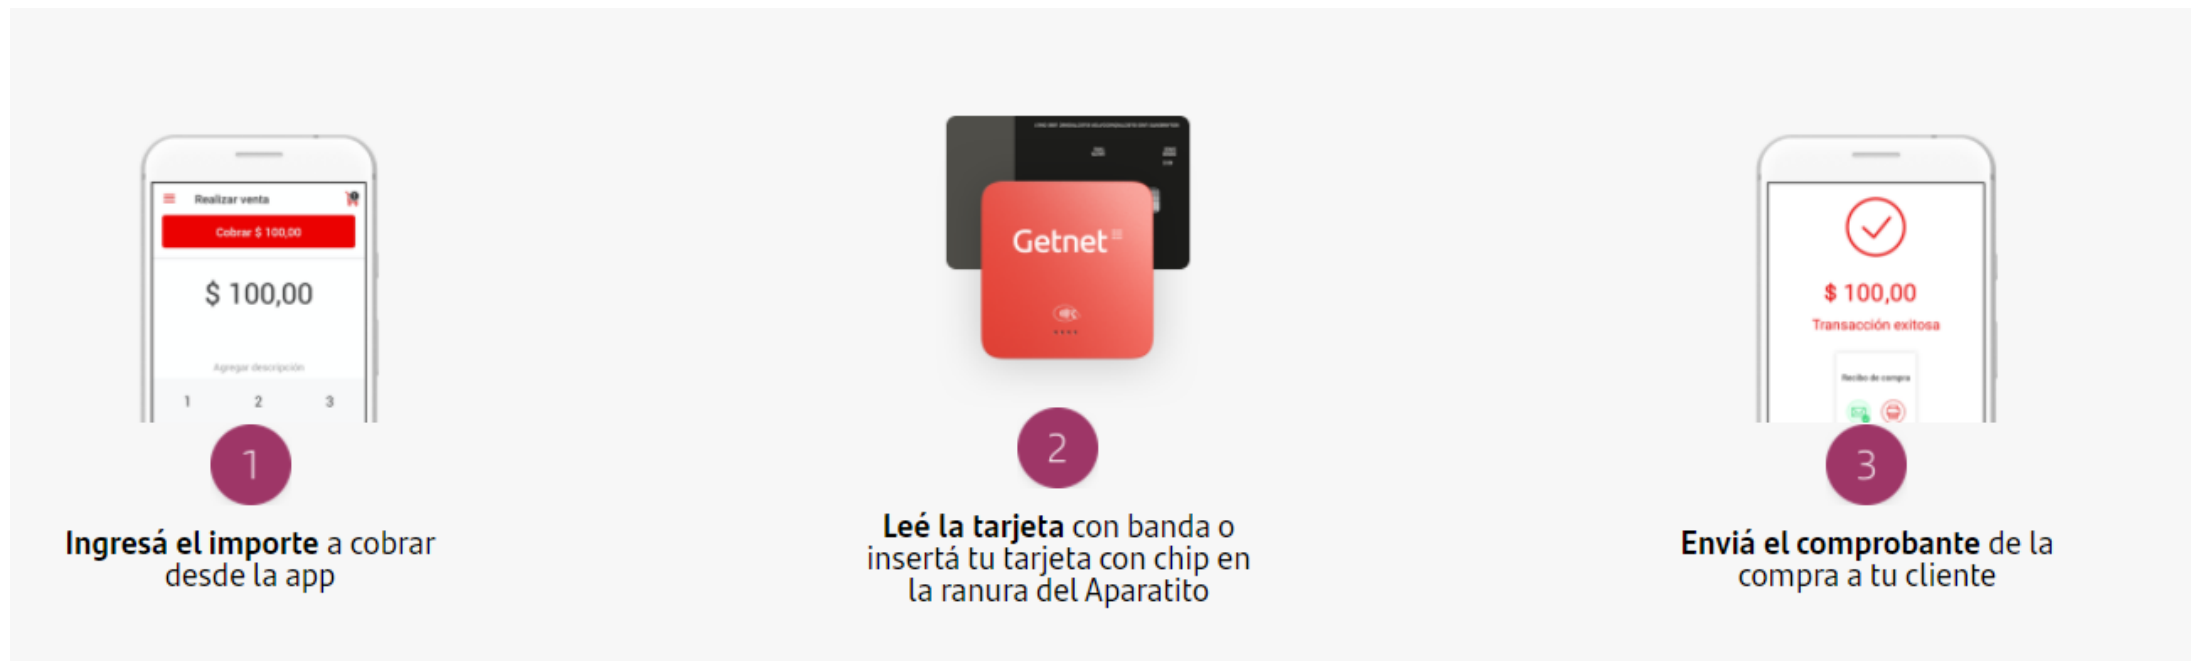 Realizar venta
Cobrar $ 100,00
$ 100,00
Agregar descripción
1 2 3
1
Ingresá el importe a cobrar
desde la app
Getnet
2
Leé la tarjeta con banda o
insertá tu tarjeta con chip en
la ranura del Aparatito
$ 100,00
Transacción exitosa
Recibo de compra
3
Enviá el comprobante de la
compra a tu cliente